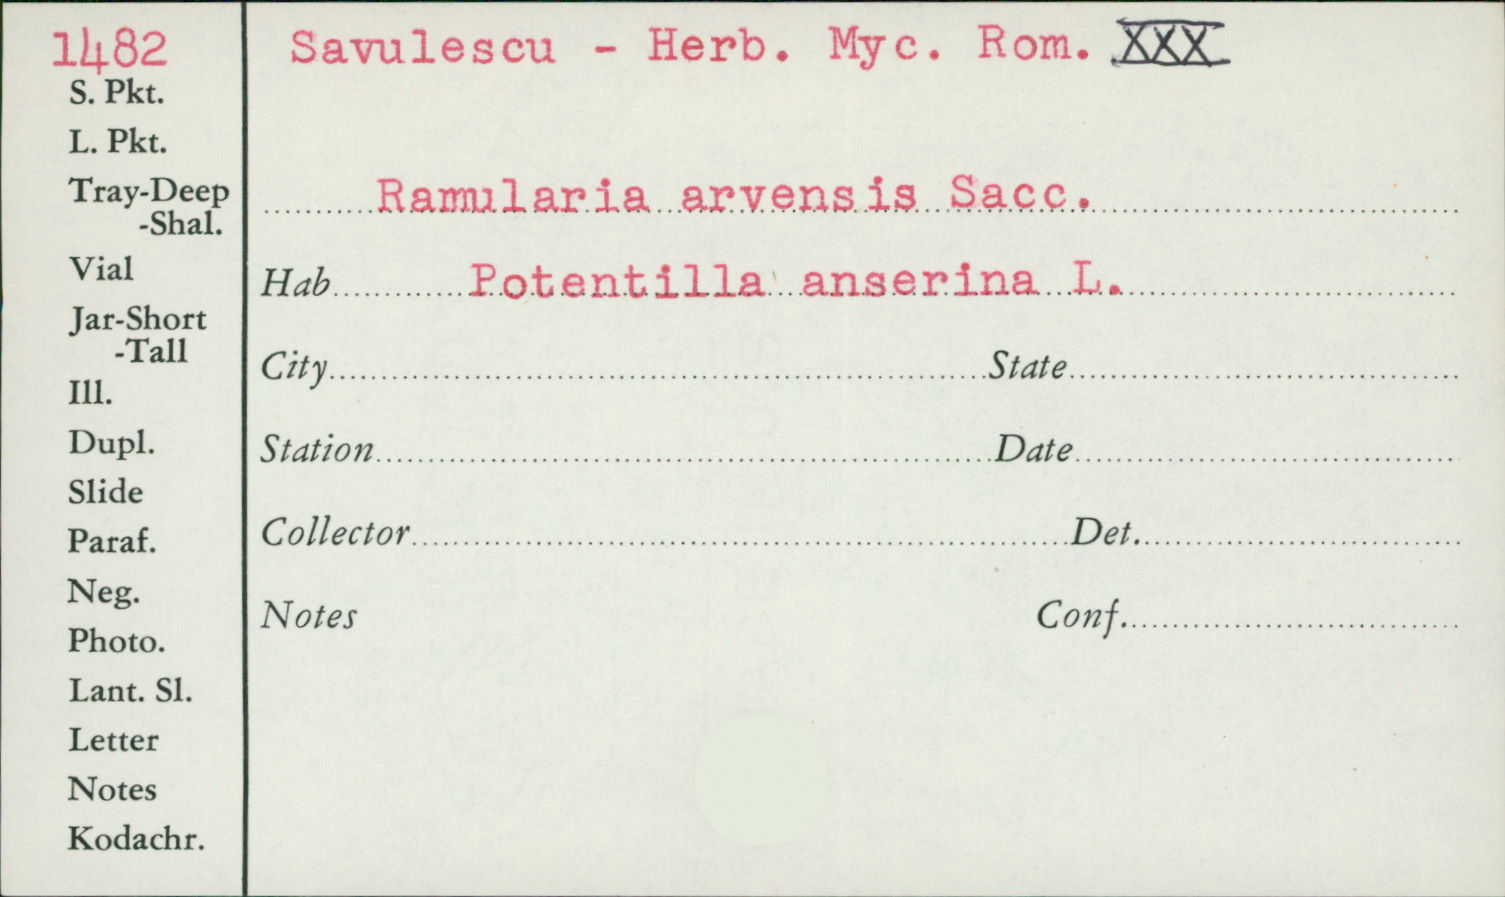 1482
Savulescu - Herb. Myc. Rom. XXX
S. Pkt.
L. Pkt.
Tray-Deep
-Shal.
Vial
Jar-Short
-Tall
Ill.
Dupl.
Slide
Paraf.
Neg.
Photo.
Lant. Sl.
Letter
Notes
Kodachr.
Ramularia arvensis Sacc.
Hab Potentilla anserina L.
City State
Station Date
Collector Det.
Notes Conf.